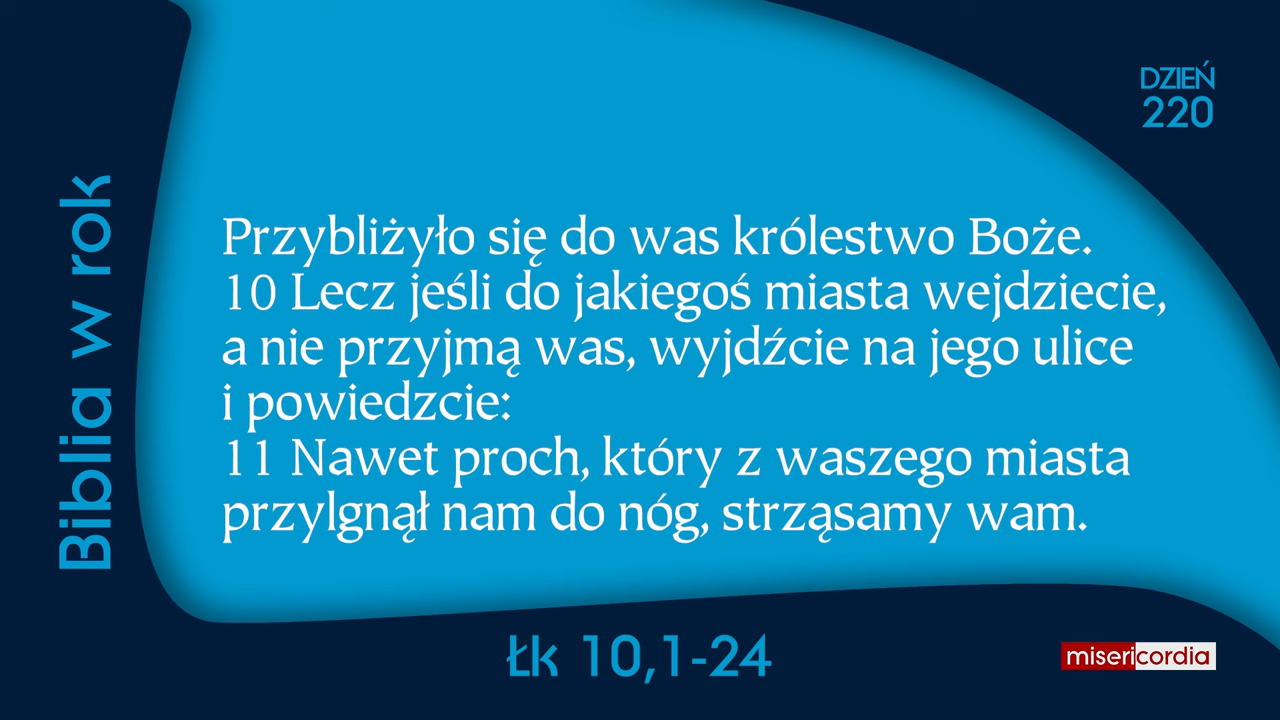 DZIEŃ
220
Biblia w rok
Przybliżyło się do was królestwo Boże.
10 Lecz jeśli do jakiegoś miasta wejdziecie,
a nie przyjmą was, wyjdźcie na jego ulice
i powiedzcie:
11 Nawet proch, który z waszego miasta
przylgnął nam do nóg, strząsamy wam.
Łk 10,1-24
misericordia